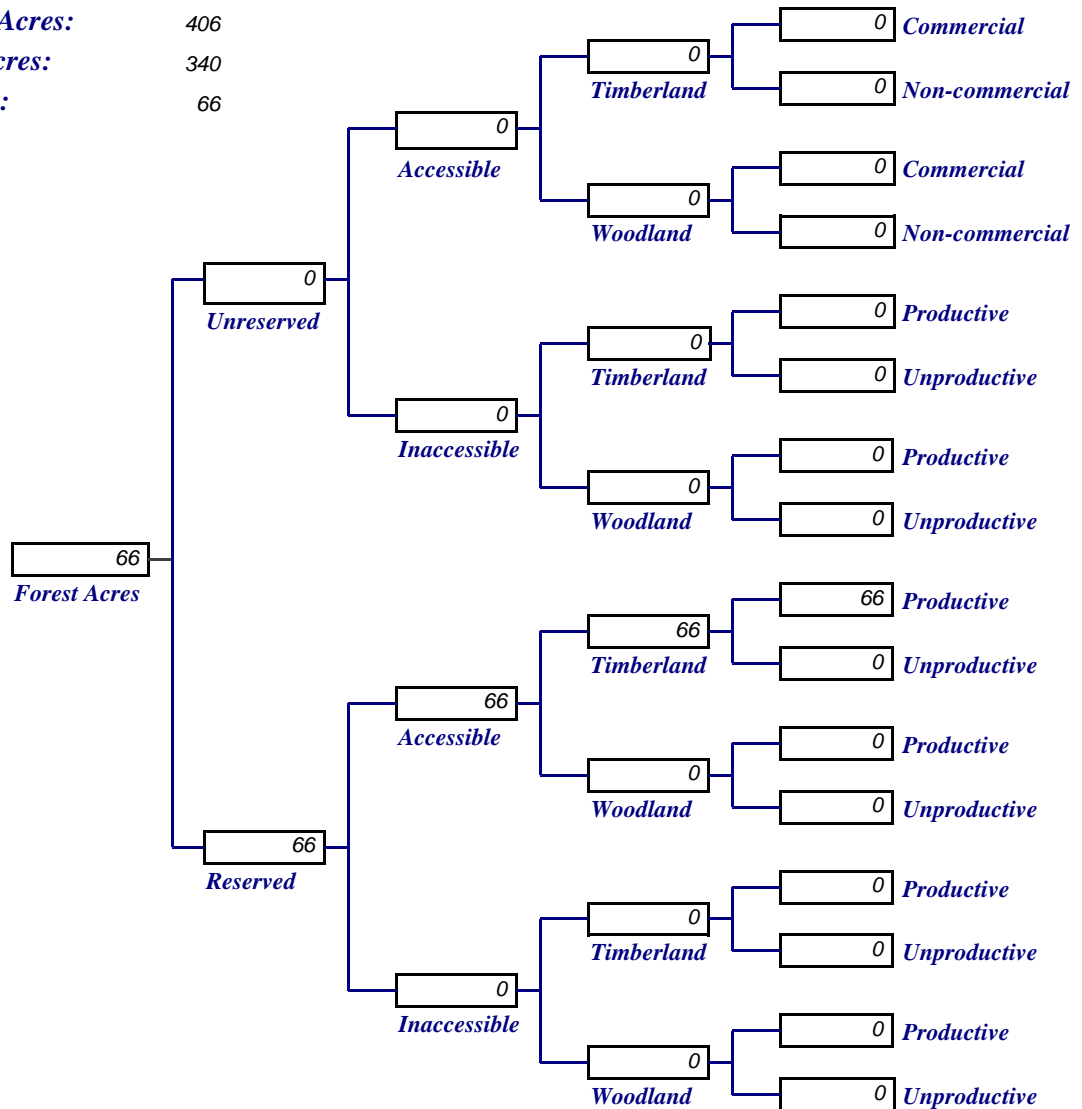 Acres: 406
0 Commercial
cres: 340
0
Timberland
: 66
0 Non-commercial
0
Accessible
0 Commercial
0
Woodland
0 Non-commercial
0
Unreserved
0 Productive
0
Timberland
0 Unproductive
0
Inaccessible
0 Productive
0
Woodland
0 Unproductive
66
Forest Acres
66 Productive
66
Timberland
0 Unproductive
66
Accessible
0 Productive
0
Woodland
0 Unproductive
66
Reserved
0 Productive
0
Timberland
0 Unproductive
0
Inaccessible
0 Productive
0
Woodland
0 Unproductive